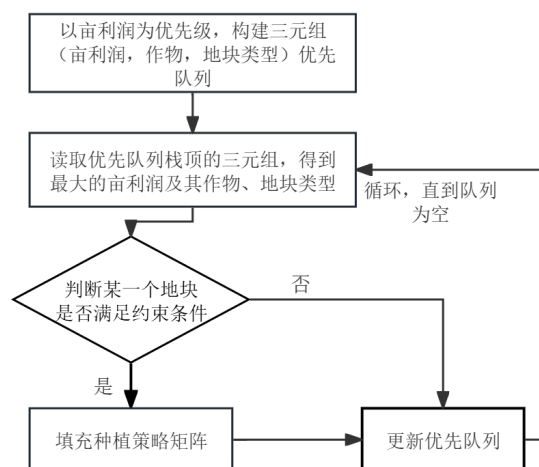 以亩利润为优先级，构建三元组
（亩利润，作物，地块类型）优先
队列
读取优先队列栈顶的三元组，得到
最大的亩利润及其作物、地块类型
循环，直到队列
为空
判断某一个地块
是否满足约束条件
否
是
填充种植策略矩阵
更新优先队列